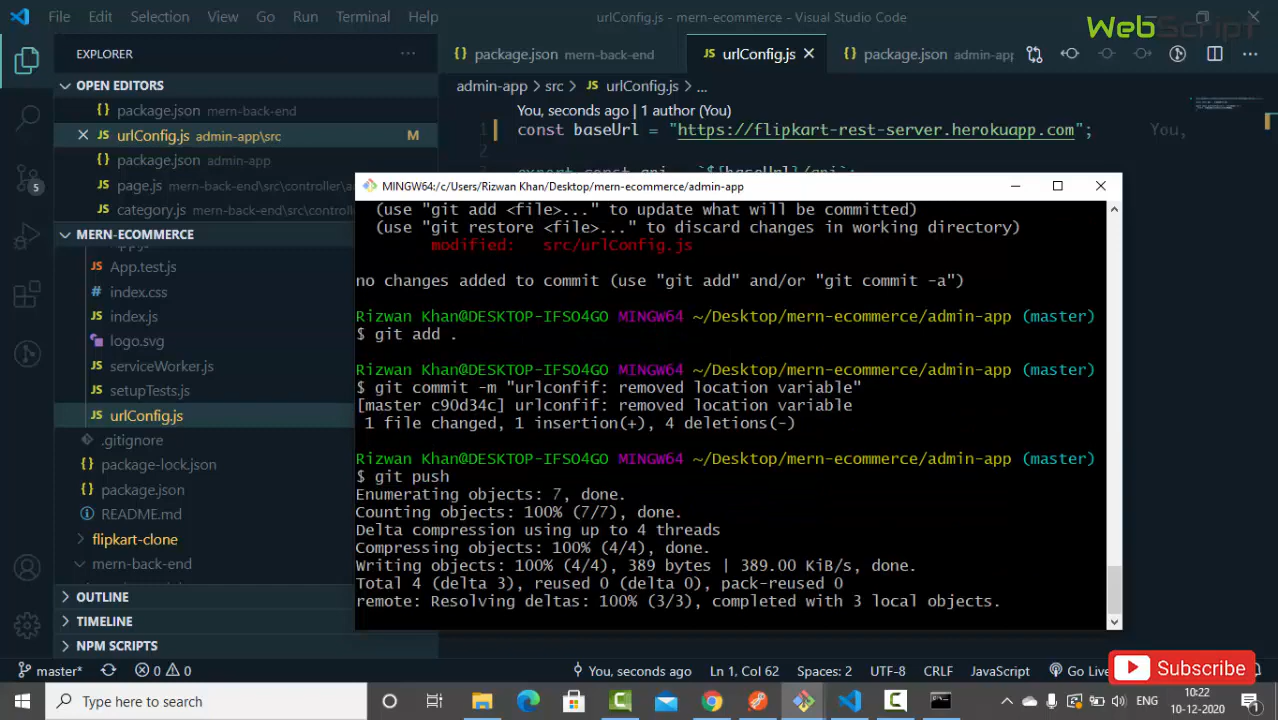 File Edit Selection View Go Run Terminal Help
urlConfig.js - mern-ecommerce - Visual Studio Code
WebScript
EXPLORER
OPEN EDITORS
{} package.json mern-back-end
JS urlConfig.js admin-app\src M
{} package.json admin-app
JS page.js mern-back-end\src\controller\a
JS category.js mern-back-end\src\control
5
MERN-ECOMMERCE
JS App.test.js
# index.css
JS index.js
logo.svg
JS serviceWorker.js
JS setupTests.js
JS urlConfig.js
.gitignore
{} package-lock.json
{} package.json
README.md
flipkart-clone
mern-back-end
OUTLINE
TIMELINE
NPM SCRIPTS
{} package.json mern-back-end
JS urlConfig.js
{} package.json admin-app
admin-app > src > JS urlConfig.js > ...
You, seconds ago | 1 author (You)
1 const baseUrl = "https://flipkart-rest-server.herokuapp.com"; You,
2
MINGW64:/c/Users/Rizwan Khan/Desktop/mern-ecommerce/admin-app
(use "git add <file>..." to update what will be committed)
(use "git restore <file>..." to discard changes in working directory)
modified: src/urlConfig.js
no changes added to commit (use "git add" and/or "git commit -a")
Rizwan Khan@DESKTOP-IFSO4GO MINGW64 ~/Desktop/mern-ecommerce/admin-app (master)
$ git add .
Rizwan Khan@DESKTOP-IFSO4GO MINGW64 ~/Desktop/mern-ecommerce/admin-app (master)
$ git commit -m "urlconfif: removed location variable"
[master c90d34c] urlconfif: removed location variable
1 file changed, 1 insertion(+), 4 deletions(-)
Rizwan Khan@DESKTOP-IFSO4GO MINGW64 ~/Desktop/mern-ecommerce/admin-app (master)
$ git push
Enumerating objects: 7, done.
Counting objects: 100% (7/7), done.
Delta compression using up to 4 threads
Compressing objects: 100% (4/4), done.
Writing objects: 100% (4/4), 389 bytes | 389.00 KiB/s, done.
Total 4 (delta 3), reused 0 (delta 0), pack-reused 0
remote: Resolving deltas: 100% (3/3), completed with 3 local objects.
master* 0 0 You, seconds ago Ln 1, Col 62 Spaces: 2 UTF-8 CRLF JavaScript Go Live
Subscribe
Type here to search
ENG
10:22
10-12-2020
1